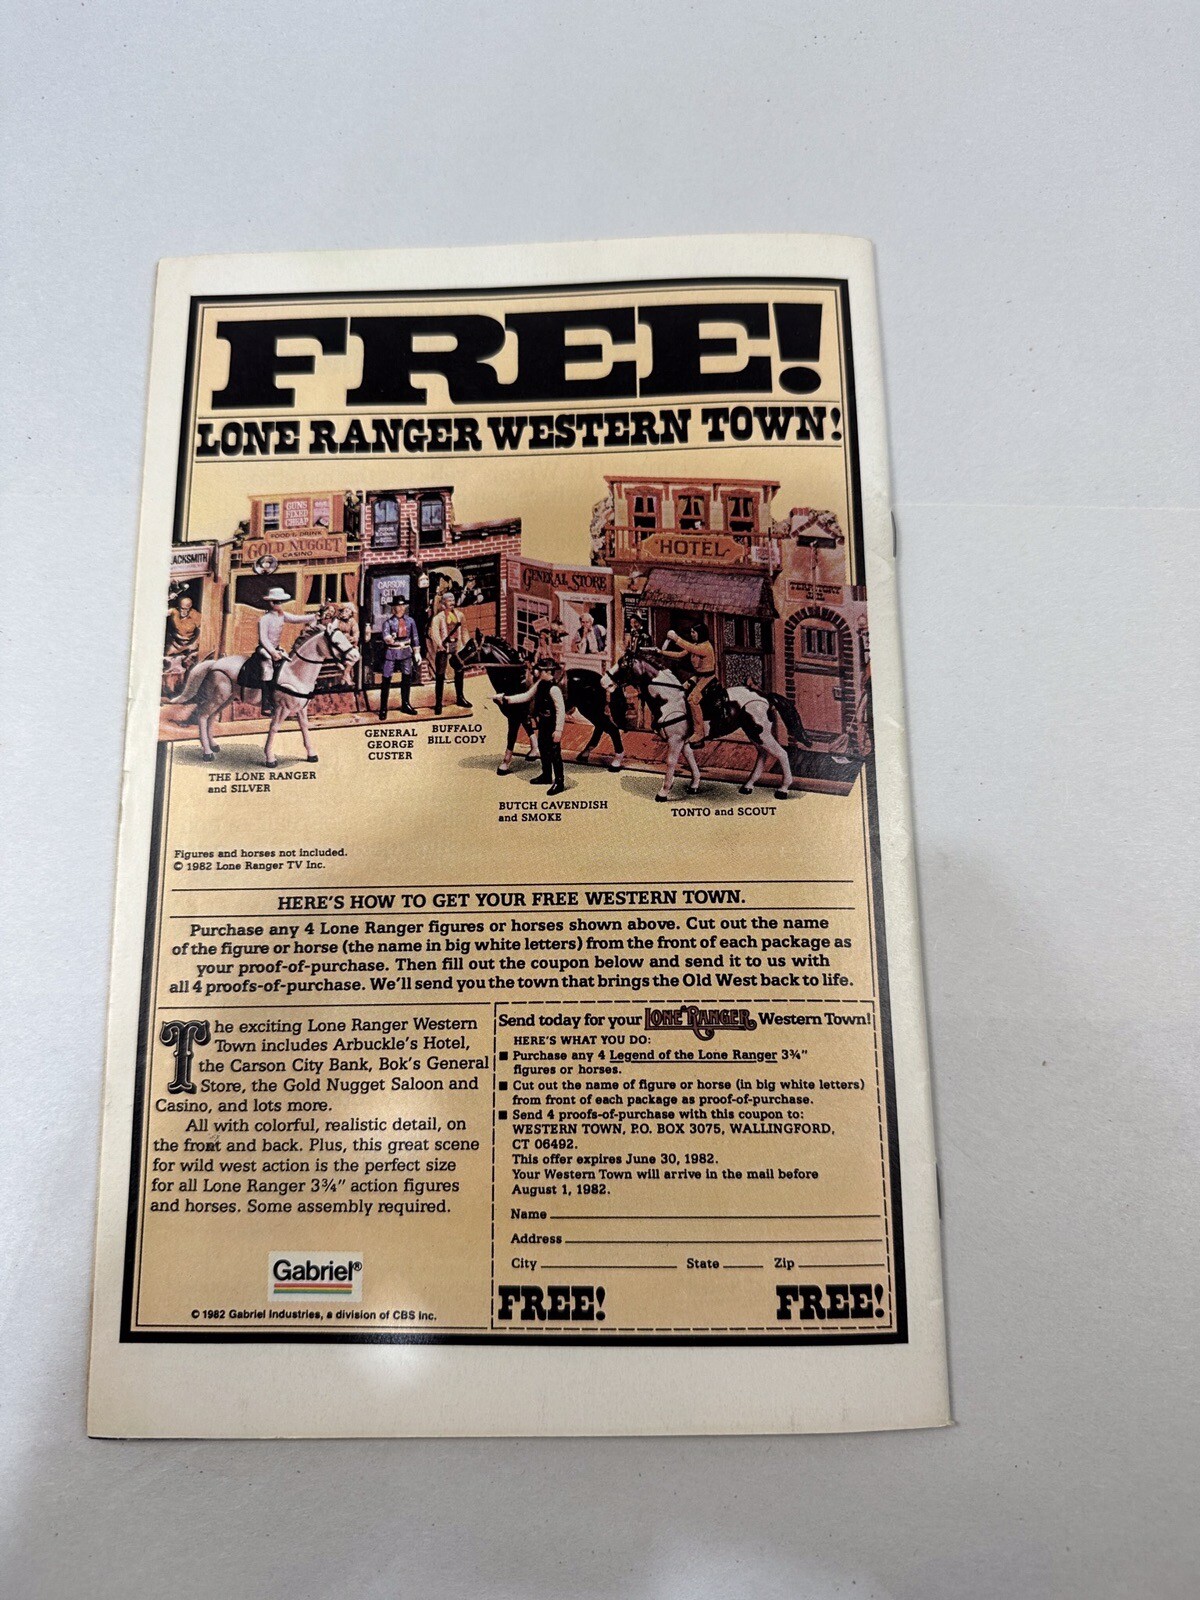 FREE!
LONE RANGER WESTERN TOWN!
GUNS
FIXED
CHEAP
FOOD & DRINK
GOLD NUGGET
CASINO
LACKSMITH
CARSON
CITY
HOTEL
GENERAL STORE
GENERAL
GEORGE
CUSTER
BUFFALO
BILL CODY
THE LONE RANGER
and SILVER
BUTCH CAVENDISH
and SMOKE
TONTO and SCOUT
Figures and horses not included.
© 1982 Lone Ranger TV Inc.
HERE'S HOW TO GET YOUR FREE WESTERN TOWN.
Purchase any 4 Lone Ranger figures or horses shown above. Cut out the name
of the figure or horse (the name in big white letters) from the front of each package as
your proof-of-purchase. Then fill out the coupon below and send it to us with
all 4 proofs-of-purchase. We'll send you the town that brings the Old West back to life.
The exciting Lone Ranger Western
Town includes Arbuckle's Hotel,
the Carson City Bank, Bok's General
Store, the Gold Nugget Saloon and
Casino, and lots more.
All with colorful, realistic detail, on
the front and back. Plus, this great scene
for wild west action is the perfect size
for all Lone Ranger 3¾" action figures
and horses. Some assembly required.
Gabriel®
© 1982 Gabriel Industries, a division of CBS Inc.
Send today for your LONE RANGER Western Town!
HERE'S WHAT YOU DO:
■ Purchase any 4 Legend of the Lone Ranger 3¾"
figures or horses.
■ Cut out the name of figure or horse (in big white letters)
from front of each package as proof-of-purchase.
■ Send 4 proofs-of-purchase with this coupon to:
WESTERN TOWN, P.O. BOX 3075, WALLINGFORD,
CT 06492.
This offer expires June 30, 1982.
Your Western Town will arrive in the mail before
August 1, 1982.
Name
Address
City State Zip
FREE! FREE!